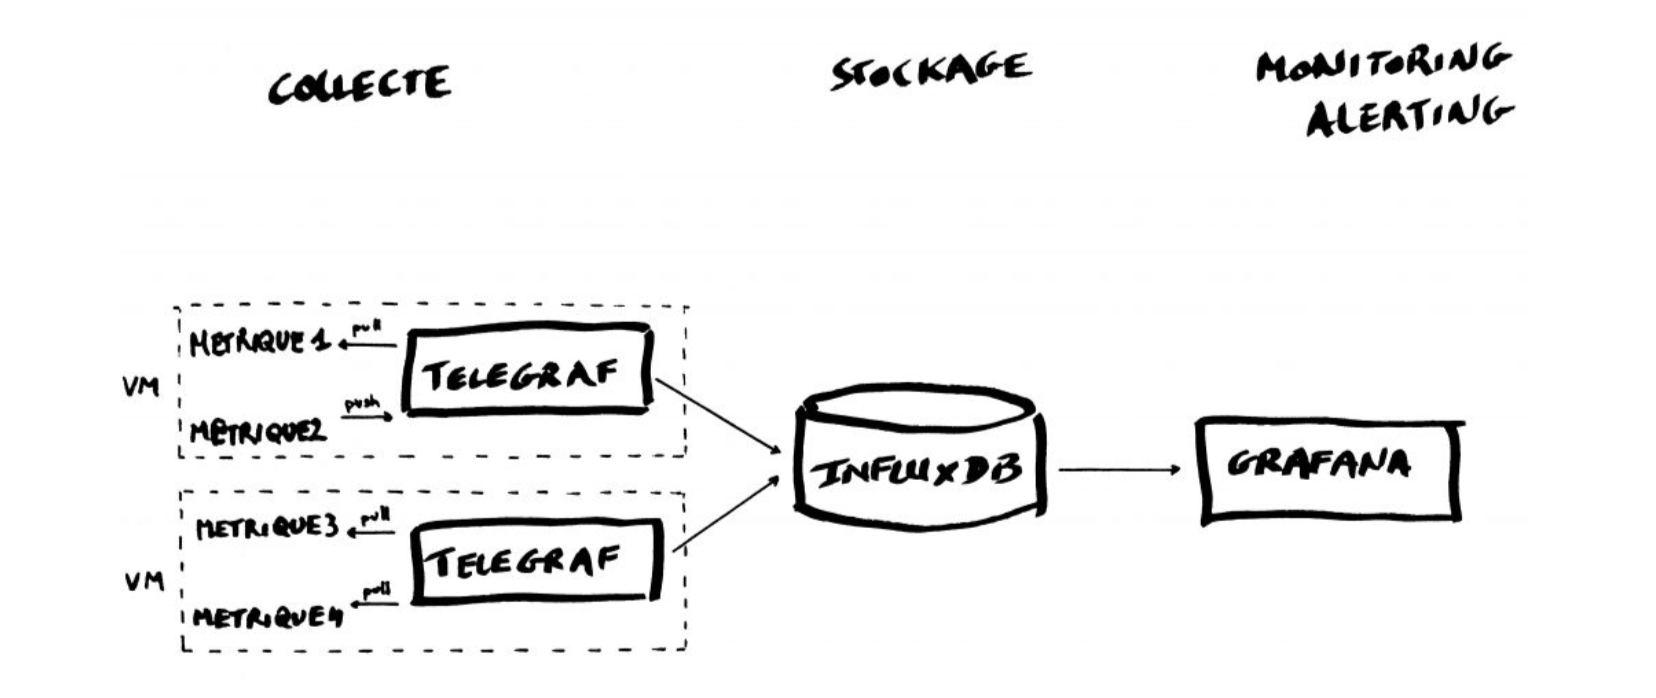 COLLECTE
STOCKAGE
MONITORING
ALERTING
VM
METRIQUE 1
pull
TELEGRAF
push
METRIQUE2
VM
METRIQUE3
pull
TELEGRAF
pull
METRIQUE4
INFLUXDB
GRAFANA